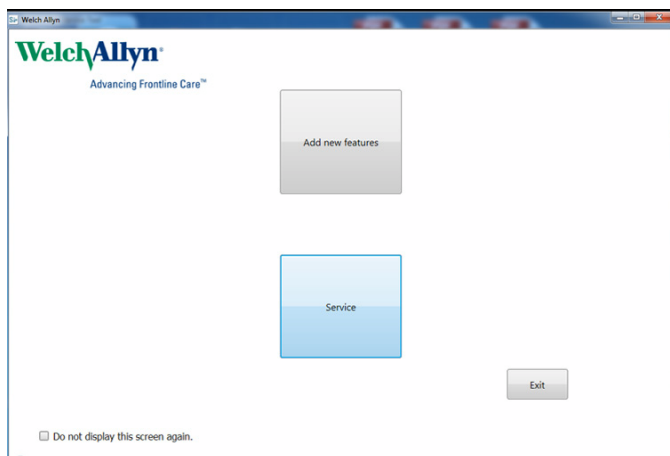 Welch Allyn
WelchAllyn®
Advancing Frontline Care™
Add new features
Service
Exit
Do not display this screen again.